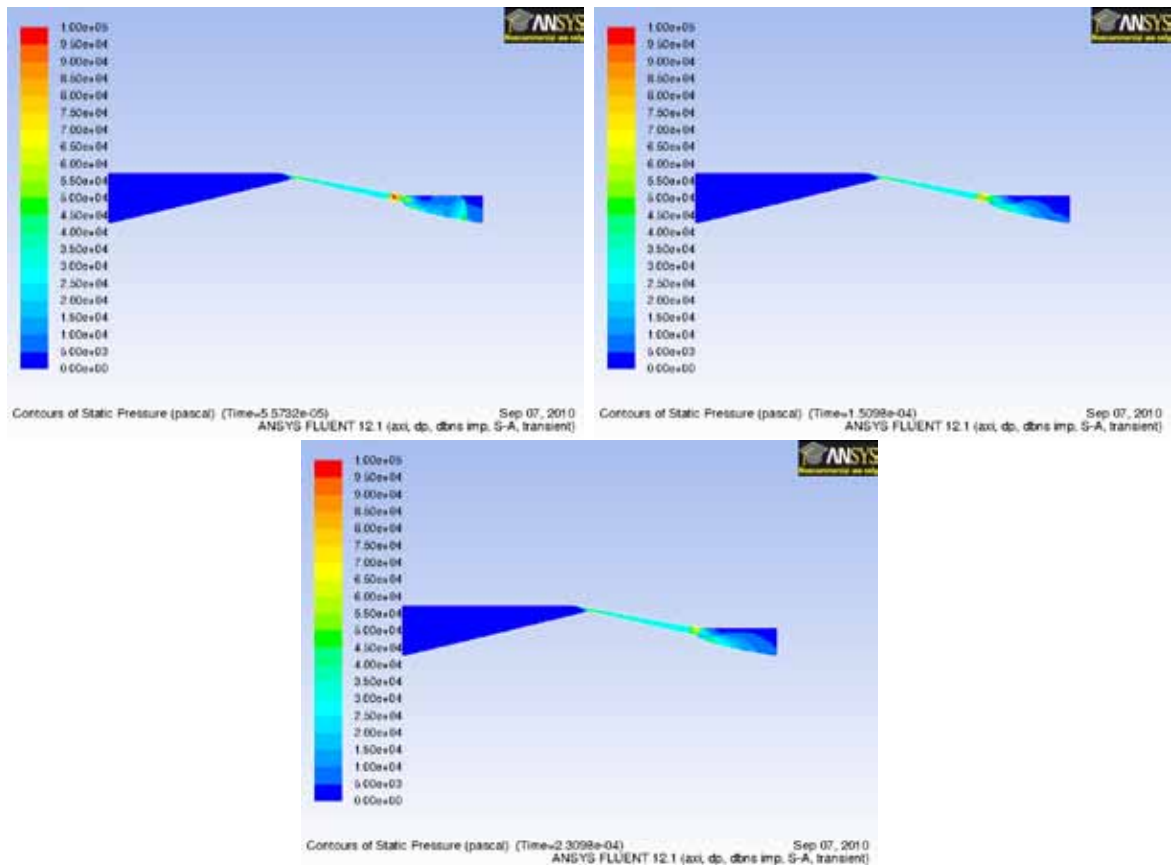 ANSYS
Noncommercial use only
1.00e+05
9.50e+04
9.00e+04
8.50e+04
8.00e+04
7.50e+04
7.00e+04
6.50e+04
6.00e+04
5.50e+04
5.00e+04
4.50e+04
4.00e+04
3.50e+04
3.00e+04
2.50e+04
2.00e+04
1.50e+04
1.00e+04
5.00e+03
0.00e+00
Contours of Static Pressure (pascal) (Time=5.5732e-05)
Sep 07, 2010
ANSYS FLUENT 12.1 (axi, dp, dbns imp, S-A, transient)
ANSYS
Noncommercial use only
1.00e+05
9.50e+04
9.00e+04
8.50e+04
8.00e+04
7.50e+04
7.00e+04
6.50e+04
6.00e+04
5.50e+04
5.00e+04
4.50e+04
4.00e+04
3.50e+04
3.00e+04
2.50e+04
2.00e+04
1.50e+04
1.00e+04
5.00e+03
0.00e+00
Contours of Static Pressure (pascal) (Time=1.5098e-04)
Sep 07, 2010
ANSYS FLUENT 12.1 (axi, dp, dbns imp, S-A, transient)
ANSYS
Noncommercial use only
1.00e+05
9.50e+04
9.00e+04
8.50e+04
8.00e+04
7.50e+04
7.00e+04
6.50e+04
6.00e+04
5.50e+04
5.00e+04
4.50e+04
4.00e+04
3.50e+04
3.00e+04
2.50e+04
2.00e+04
1.50e+04
1.00e+04
5.00e+03
0.00e+00
Contours of Static Pressure (pascal) (Time=2.3098e-04)
Sep 07, 2010
ANSYS FLUENT 12.1 (axi, dp, dbns imp, S-A, transient)